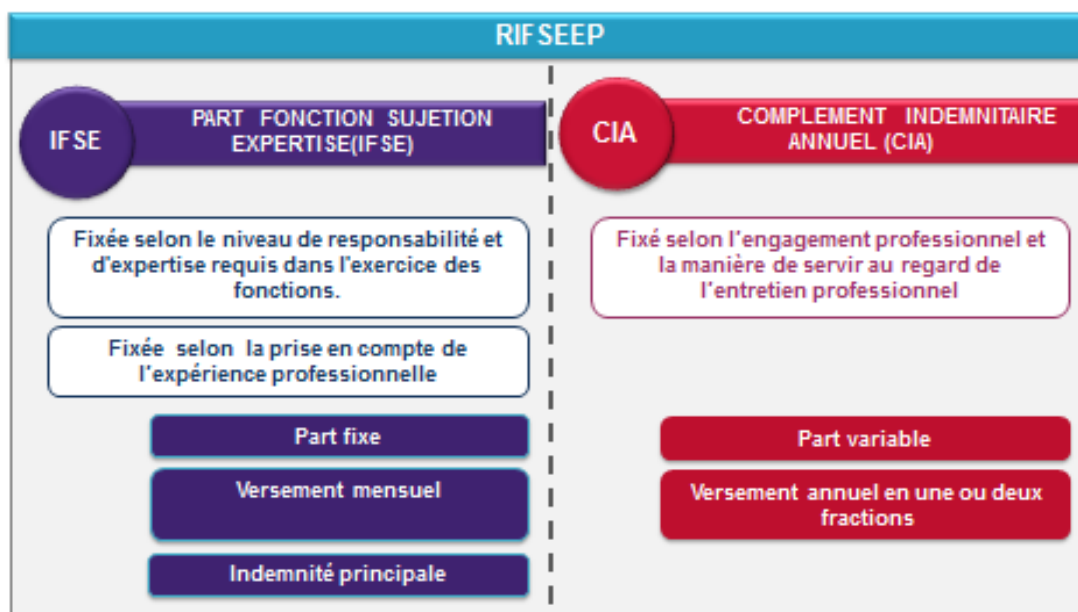 RIFSEEP
IFSE
PART FONCTION SUJETION
EXPERTISE(IFSE)
Fixée selon le niveau de responsabilité et
d'expertise requis dans l'exercice des
fonctions.
Fixée selon la prise en compte de
l'expérience professionnelle
Part fixe
Versement mensuel
Indemnité principale
CIA
COMPLEMENT INDEMNITAIRE
ANNUEL (CIA)
Fixé selon l'engagement professionnel et
la manière de servir au regard de
l'entretien professionnel
Part variable
Versement annuel en une ou deux
fractions